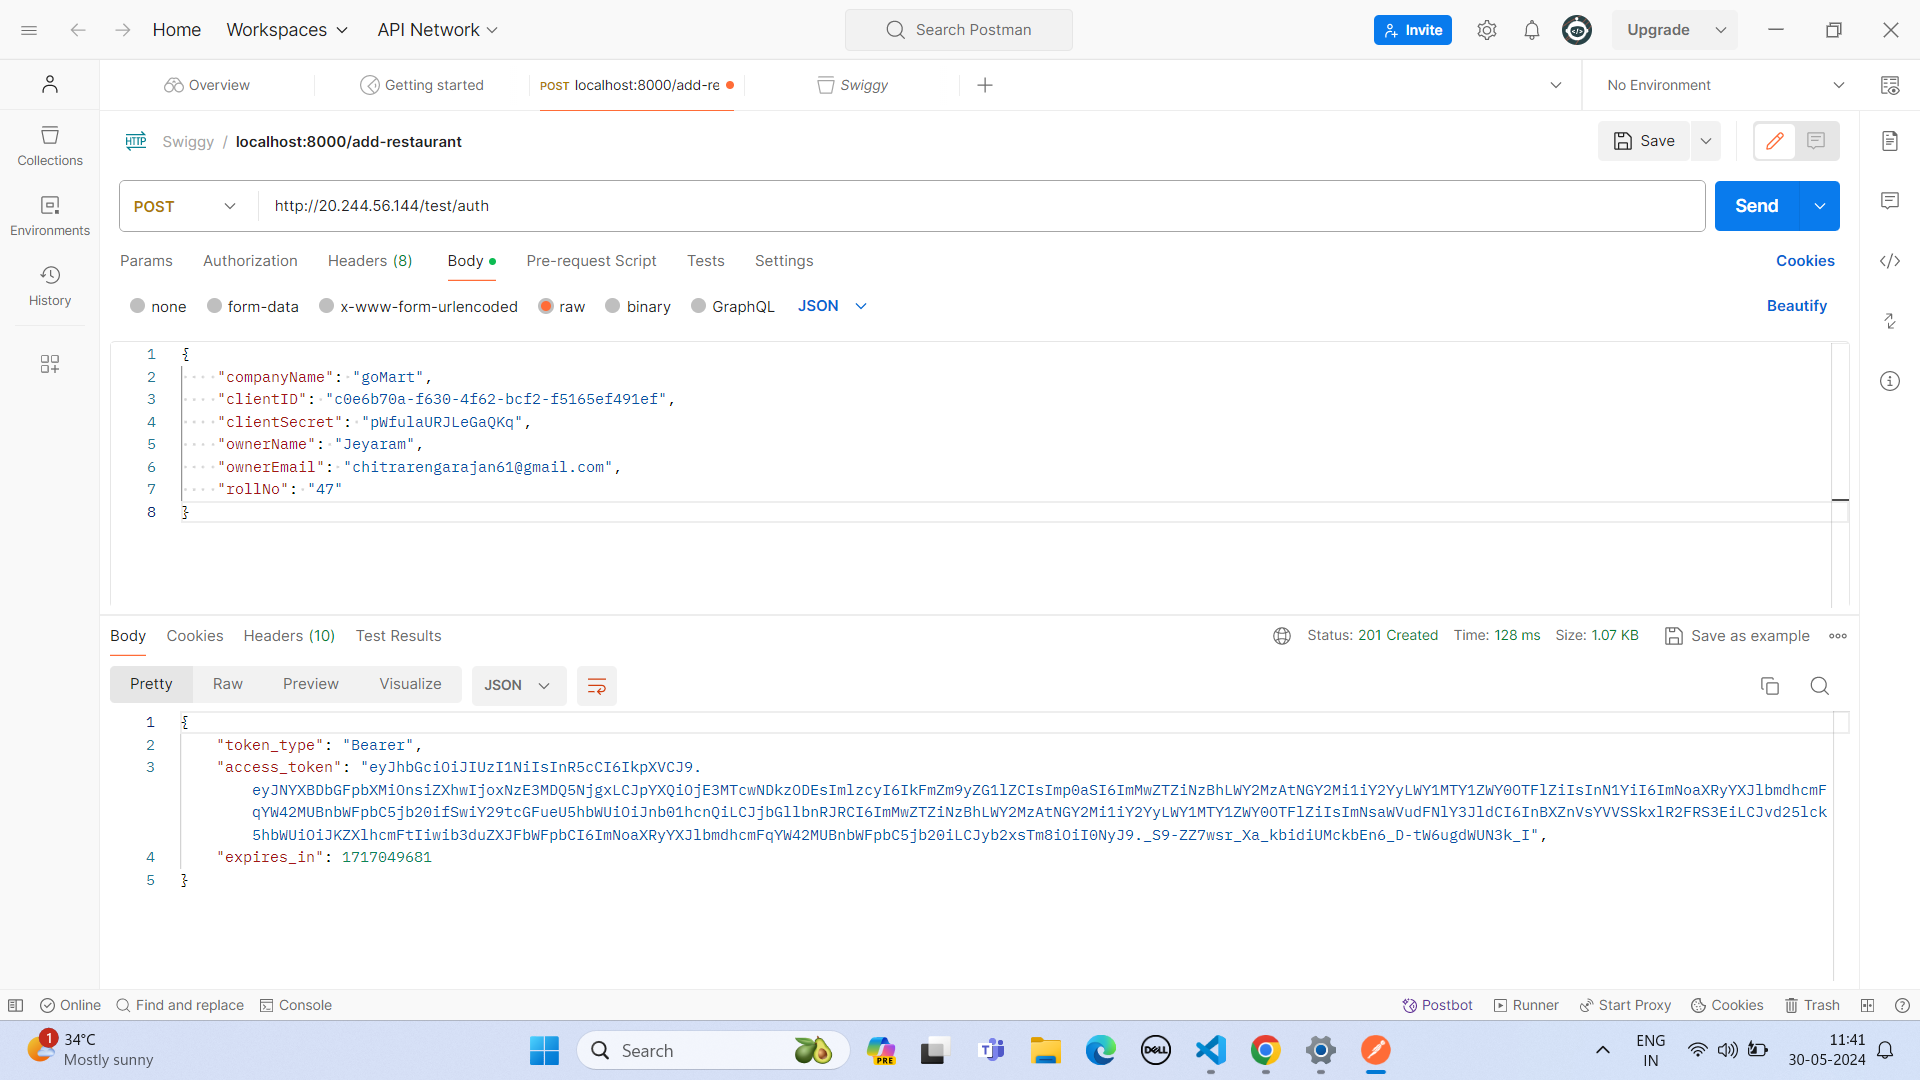 Home Workspaces API Network Search Postman Invite Upgrade
Overview Getting started POST localhost:8000/add-re Swiggy No Environment
HTTP Swiggy / localhost:8000/add-restaurant Save
Collections
Environments
History
POST http://20.244.56.144/test/auth Send
Params Authorization Headers (8) Body Pre-request Script Tests Settings Cookies
none form-data x-www-form-urlencoded raw binary GraphQL JSON Beautify
1 {
2 "companyName": "goMart",
3 "clientID": "c0e6b70a-f630-4f62-bcf2-f5165ef491ef",
4 "clientSecret": "pWfulaURJLeGaQKq",
5 "ownerName": "Jeyaram",
6 "ownerEmail": "chitrarengarajan61@gmail.com",
7 "rollNo": "47"
8 }
Body Cookies Headers (10) Test Results Status: 201 Created Time: 128 ms Size: 1.07 KB Save as example
Pretty Raw Preview Visualize JSON
1 {
2 "token_type": "Bearer",
3 "access_token": "eyJhbGciOiJIUzI1NiIsInR5cCI6IkpXVCJ9.
eyJNYXBDbGFpbXMiOnsiZXhwIjoxNzE3MDQ5NjgxLCJpYXQiOjE3MTcwNDkzODEsImlzcyI6IkFmZm9yZG1lZCIsImp0aSI6ImMwZTZiNzBhLWY2MzAtNGY2Mi1iY2YyLWY1MTY1ZWY0OTFlZiIsInN1YiI6ImNoaXRyYXJlbmdhcmF
qYW42MUBnbWFpbC5jb20ifSwiY29tcGFueU5hbWUiOiJnb01hcnQiLCJjbGllbnRJRCI6ImMwZTZiNzBhLWY2MzAtNGY2Mi1iY2YyLWY1MTY1ZWY0OTFlZiIsImNsaWVudFNlY3JldCI6InBXZnVsYVVSSkxlR2FRS3EiLCJvd25lck
5hbWUiOiJKZXlhcmFtIiwib3duZXJFbWFpbCI6ImNoaXRyYXJlbmdhcmFqYW42MUBnbWFpbC5jb20iLCJyb2xsTm8iOiI0NyJ9._S9-ZZ7wsr_Xa_kbidiUMckbEn6_D-tW6ugdWUN3k_I",
4 "expires_in": 1717049681
5 }
Online Find and replace Console Postbot Runner Start Proxy Cookies Trash
1 34°C
Mostly sunny
Search PRE DELL
ENG
IN
11:41
30-05-2024